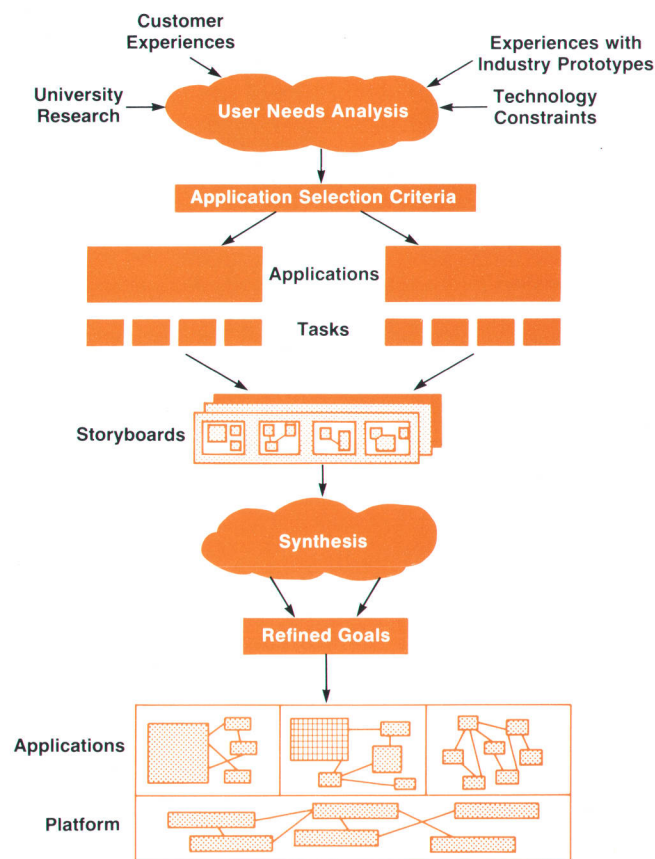 Customer
Experiences
Experiences with
Industry Prototypes
University
Research
User Needs Analysis
Technology
Constraints
Application Selection Criteria
Applications
Tasks
Storyboards
Synthesis
Refined Goals
Applications
Platform